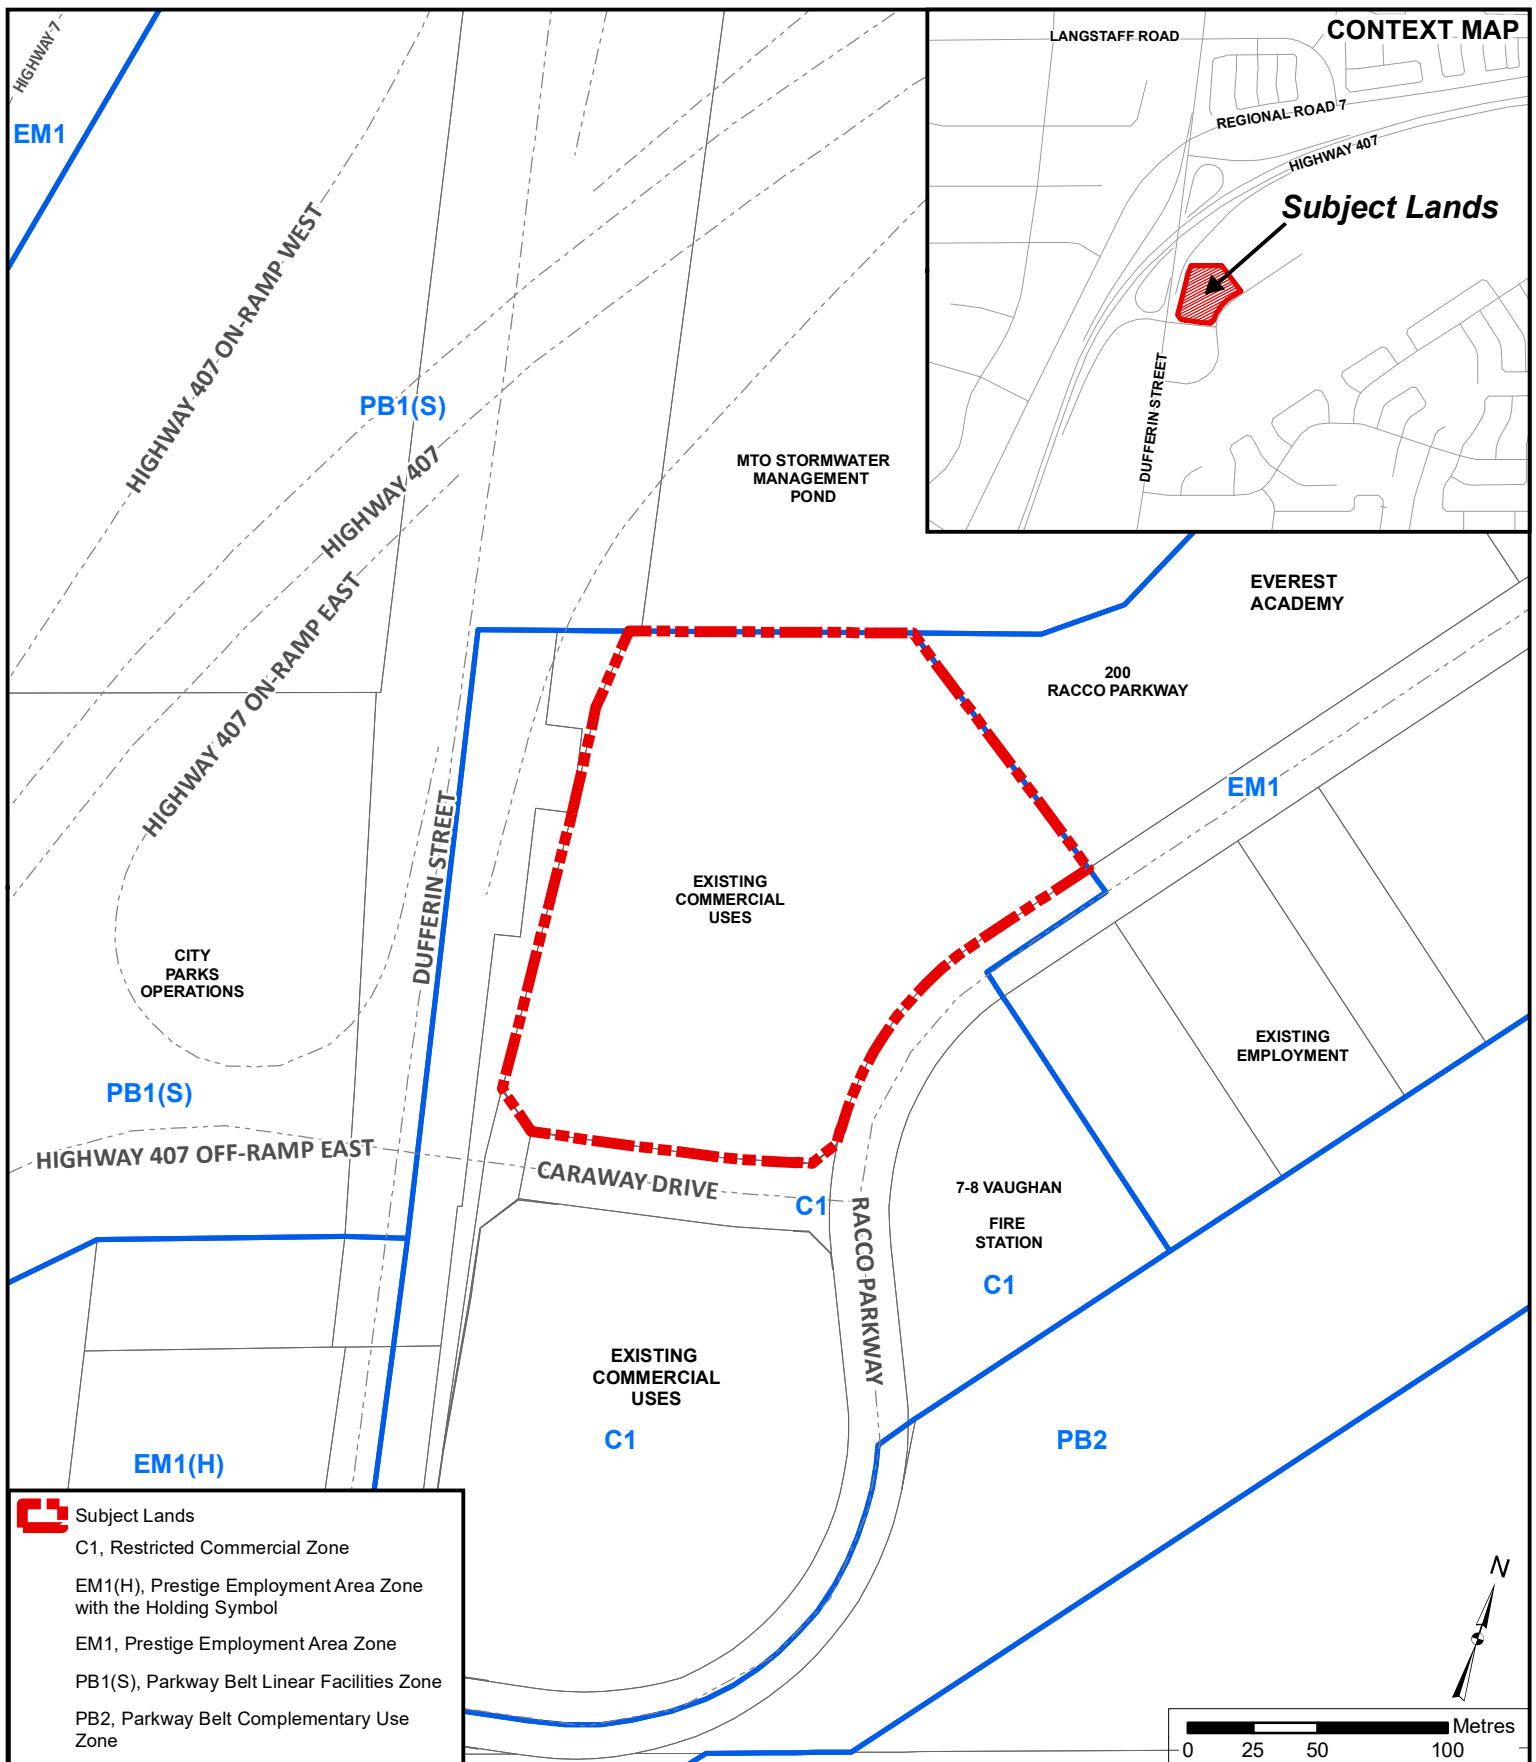 HIGHWAY 7
EM1
CONTEXT MAP
LANGSTAFF ROAD
REGIONAL ROAD 7
HIGHWAY 407
Subject Lands
DUFFERIN STREET
HIGHWAY 407 ON-RAMP WEST
PB1(S)
HIGHWAY 407
MTO STORMWATER
MANAGEMENT
POND
HIGHWAY 407 ON-RAMP EAST
EVEREST
ACADEMY
200
RACCO PARKWAY
EM1
DUFFERIN STREET
EXISTING
COMMERCIAL
USES
CITY
PARKS
OPERATIONS
EXISTING
EMPLOYMENT
PB1(S)
HIGHWAY 407 OFF-RAMP EAST
CARAWAY DRIVE
C1
RACCO PARKWAY
7-8 VAUGHAN
FIRE
STATION
C1
EXISTING
COMMERCIAL
USES
C1
PB2
EM1(H)
Subject Lands
C1, Restricted Commercial Zone
EM1(H), Prestige Employment Area Zone
with the Holding Symbol
EM1, Prestige Employment Area Zone
PB1(S), Parkway Belt Linear Facilities Zone
PB2, Parkway Belt Complementary Use
Zone
N
Metres
0 25 50 100